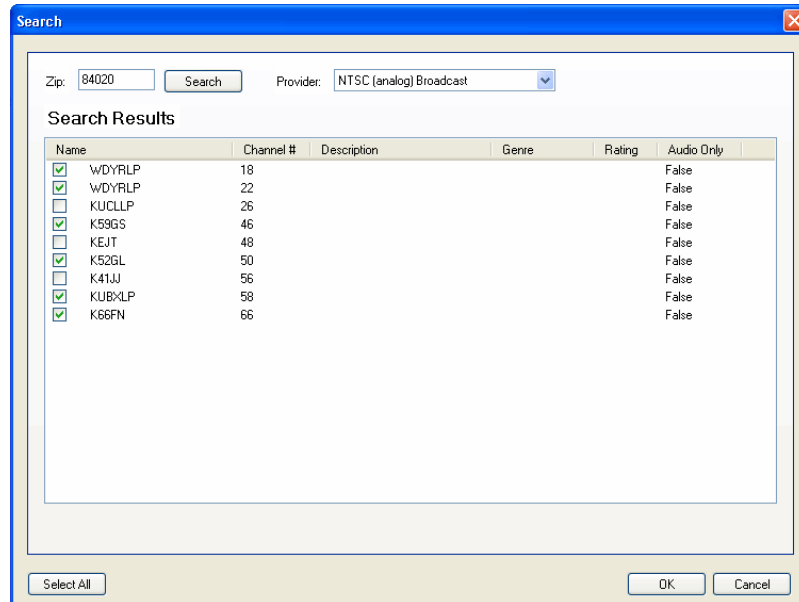 Search
Zip: 84020 Search Provider: NTSC (analog) Broadcast
Search Results
Name Channel # Description Genre Rating Audio Only
WDYRLP 18 False
WDYRLP 22 False
KUCLLP 26 False
K59GS 46 False
KEJT 48 False
K52GL 50 False
K41JJ 56 False
KUBXLP 58 False
K66FN 66 False
Select All OK Cancel